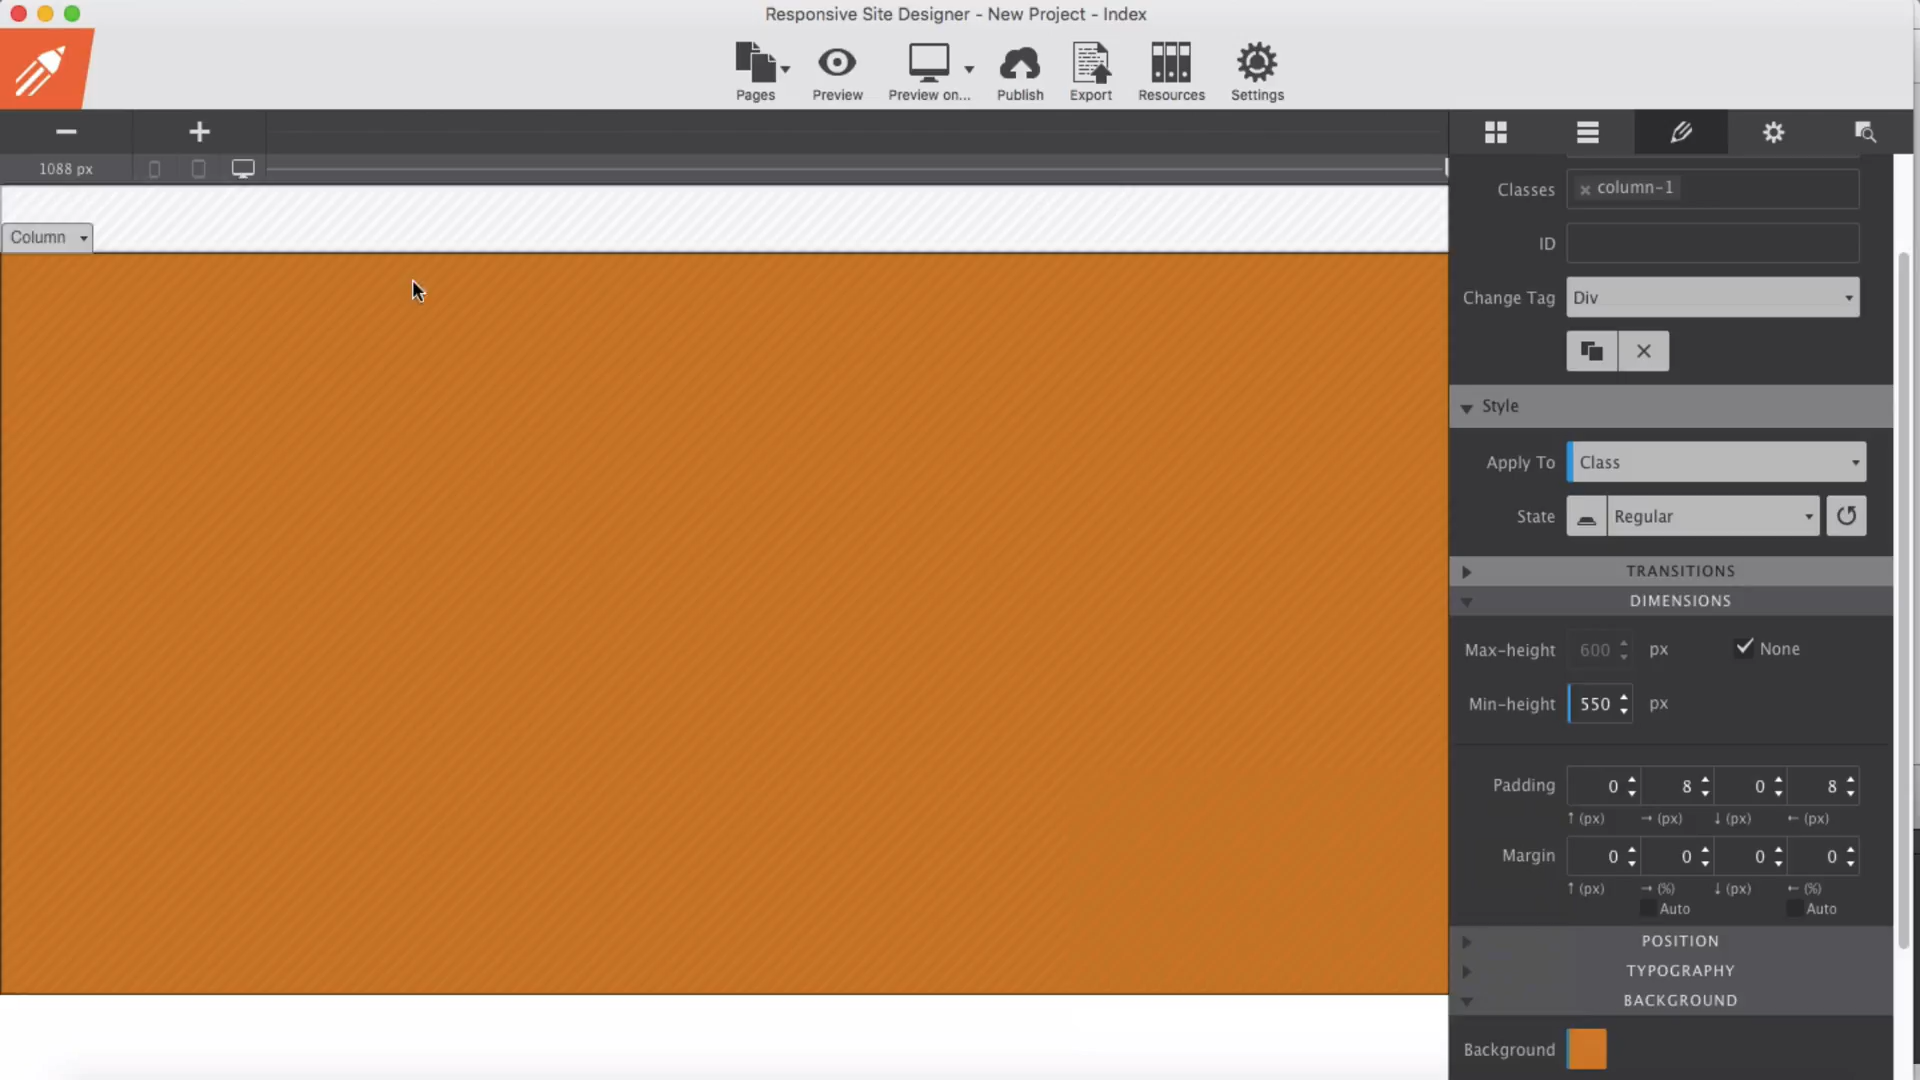 Responsive Site Designer - New Project - Index
Pages
Preview
Preview on...
Publish
Export
Resources
Settings
1088 px
Column
Classes
× column-1
ID
Change Tag
Div
Style
Apply To
Class
State
Regular
TRANSITIONS
DIMENSIONS
Max-height 600 px None
Min-height 550 px
Padding 0 8 0 8
↑ (px) → (px) ↓ (px) ← (px)
Margin 0 0 0 0
↑ (px) → (%) ↓ (px) ← (%)
Auto Auto
POSITION
TYPOGRAPHY
BACKGROUND
Background